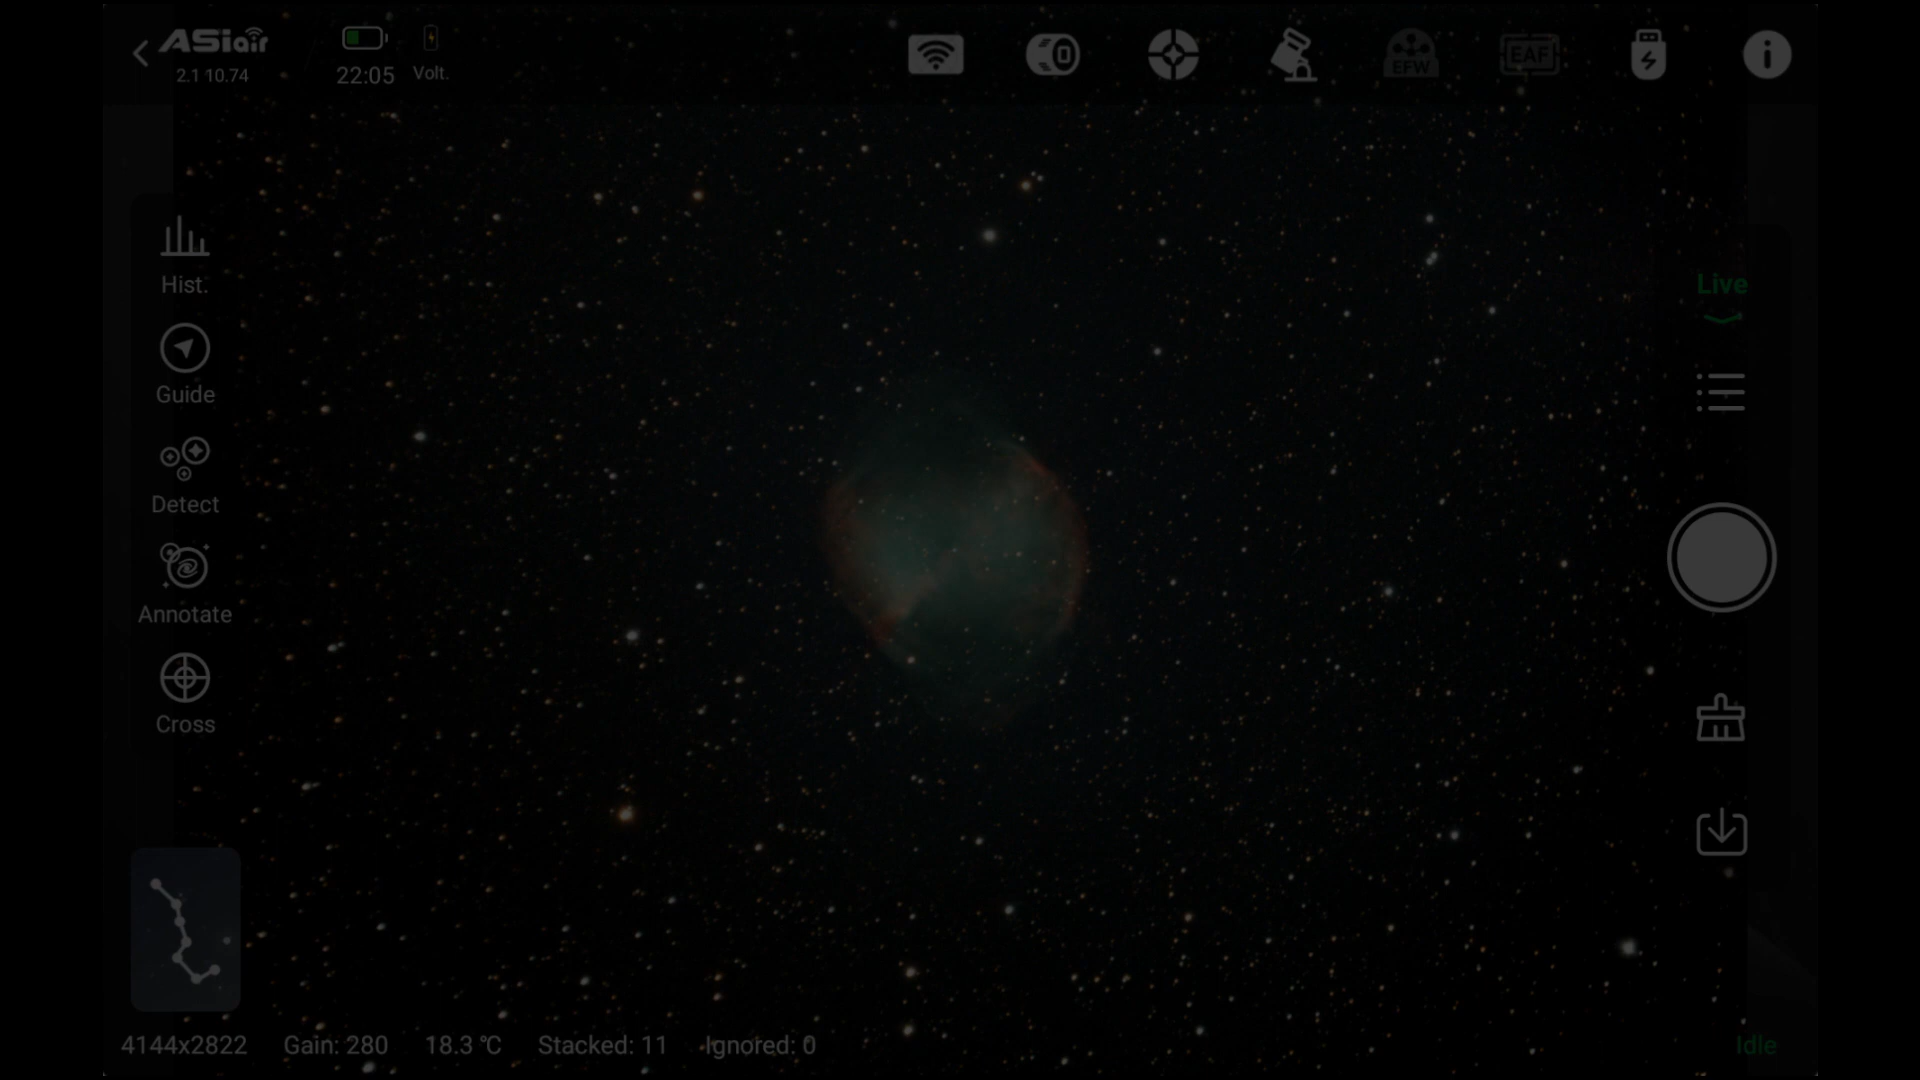 ASiair
2.1 10.74
22:05
Volt.
EFW
EAF
Hist.
Guide
Detect
Annotate
Cross
Live
4144x2822 Gain: 280 18.3 ℃ Stacked: 11 Ignored: 0
Idle